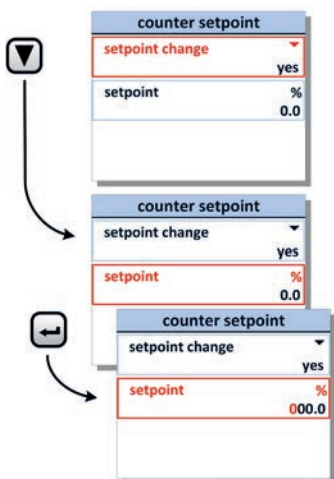 counter setpoint
setpoint change
yes
setpoint %
0.0
counter setpoint
setpoint change
yes
setpoint %
0.0
counter setpoint
setpoint change
yes
setpoint %
000.0